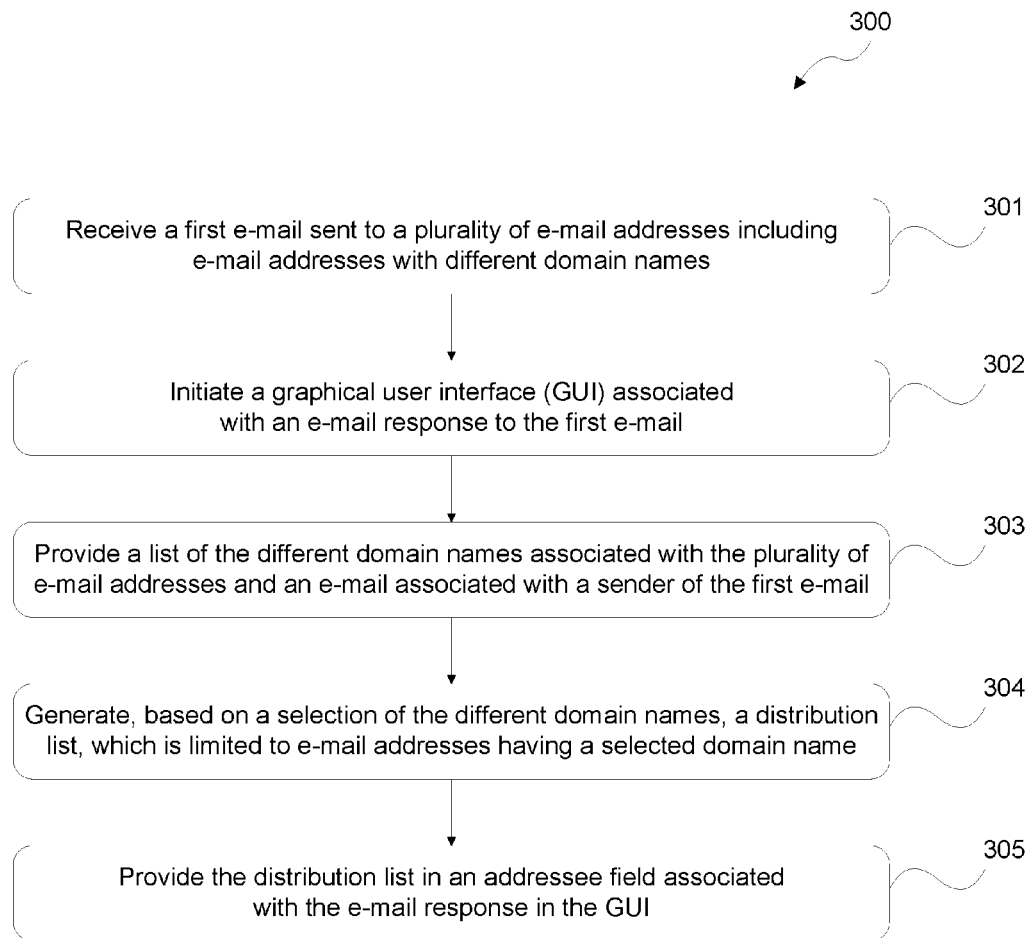 300
301
Receive a first e-mail sent to a plurality of e-mail addresses including
e-mail addresses with different domain names
302
Initiate a graphical user interface (GUI) associated
with an e-mail response to the first e-mail
303
Provide a list of the different domain names associated with the plurality of
e-mail addresses and an e-mail associated with a sender of the first e-mail
304
Generate, based on a selection of the different domain names, a distribution
list, which is limited to e-mail addresses having a selected domain name
305
Provide the distribution list in an addressee field associated
with the e-mail response in the GUI